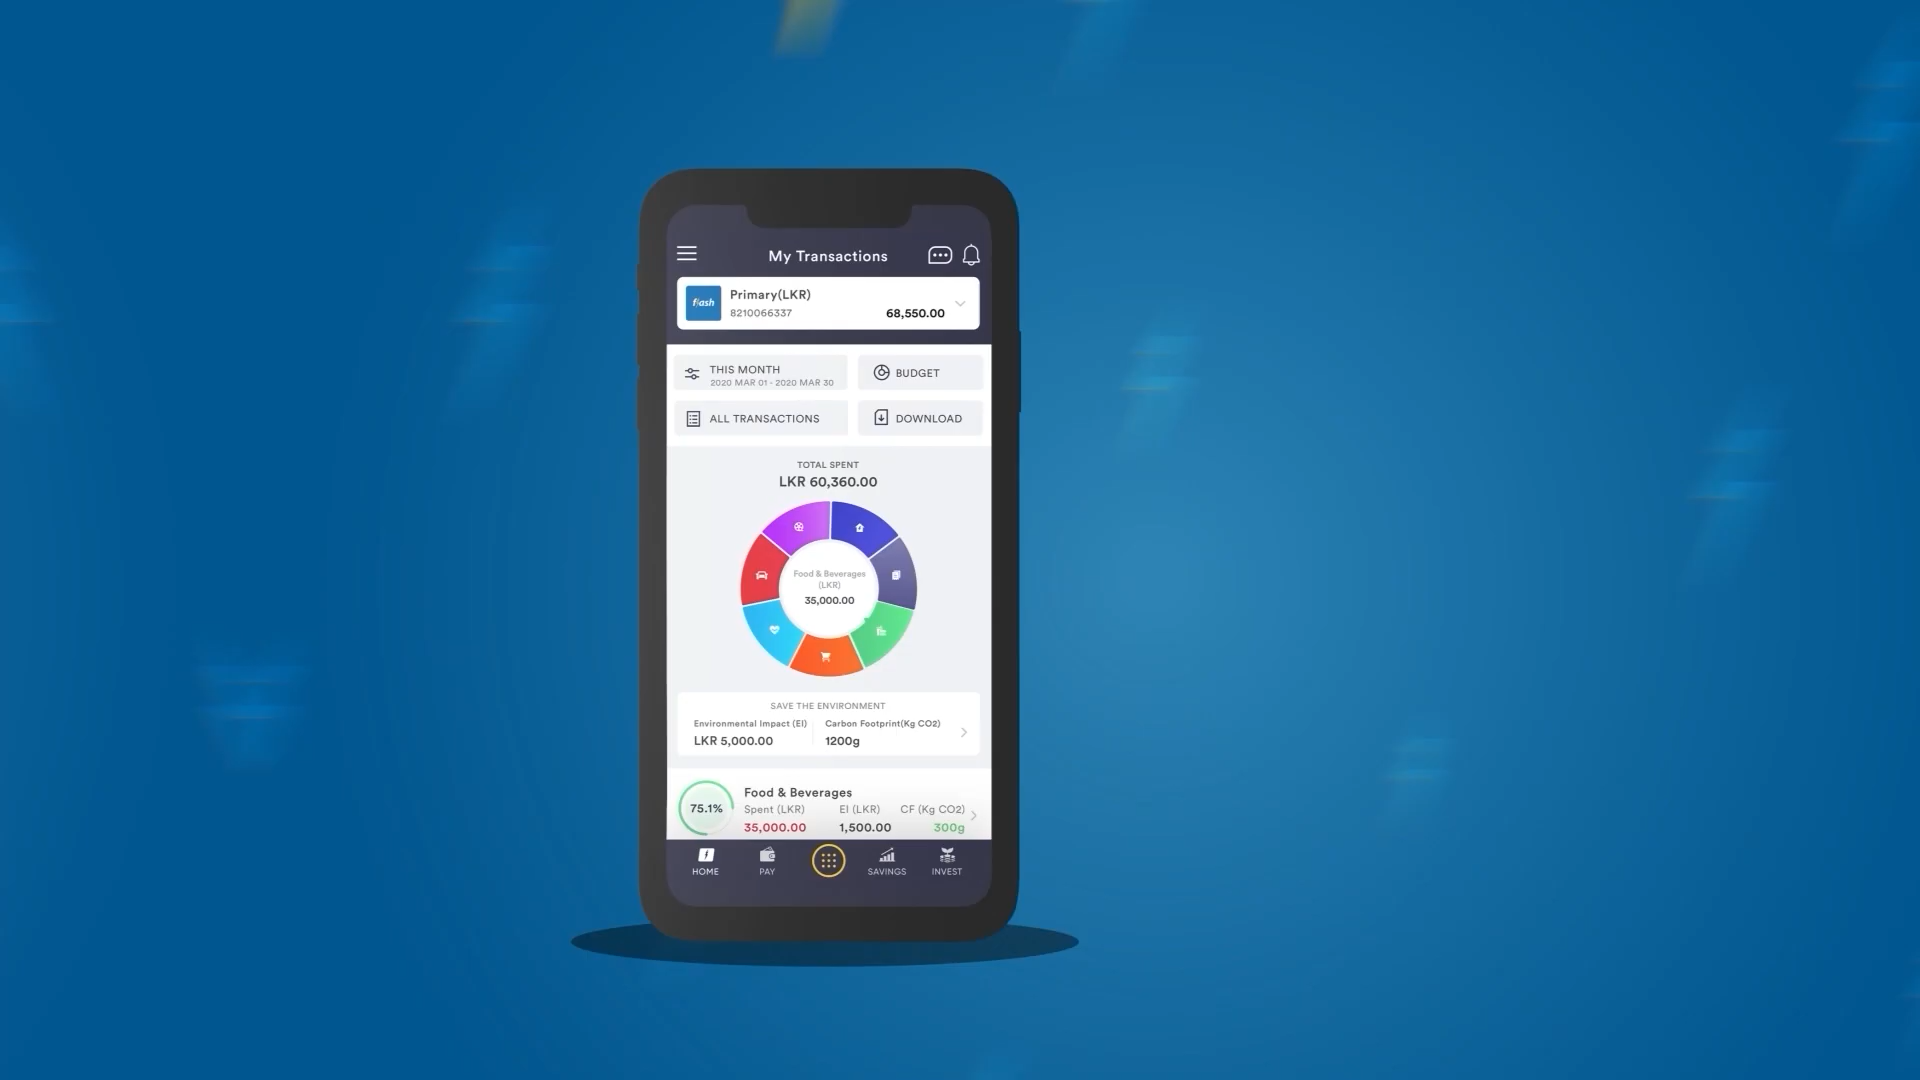 My Transactions
flash
Primary(LKR)
8210066337
68,550.00
THIS MONTH
2020 MAR 01 - 2020 MAR 30
BUDGET
ALL TRANSACTIONS
DOWNLOAD
TOTAL SPENT
LKR 60,360.00
Food & Beverages
(LKR)
35,000.00
SAVE THE ENVIRONMENT
Environmental Impact (EI)
Carbon Footprint(Kg CO2)
LKR 5,000.00
1200g
75.1%
Food & Beverages
Spent (LKR)
EI (LKR)
CF (Kg CO2)
35,000.00
1,500.00
300g
HOME
PAY
SAVINGS
INVEST